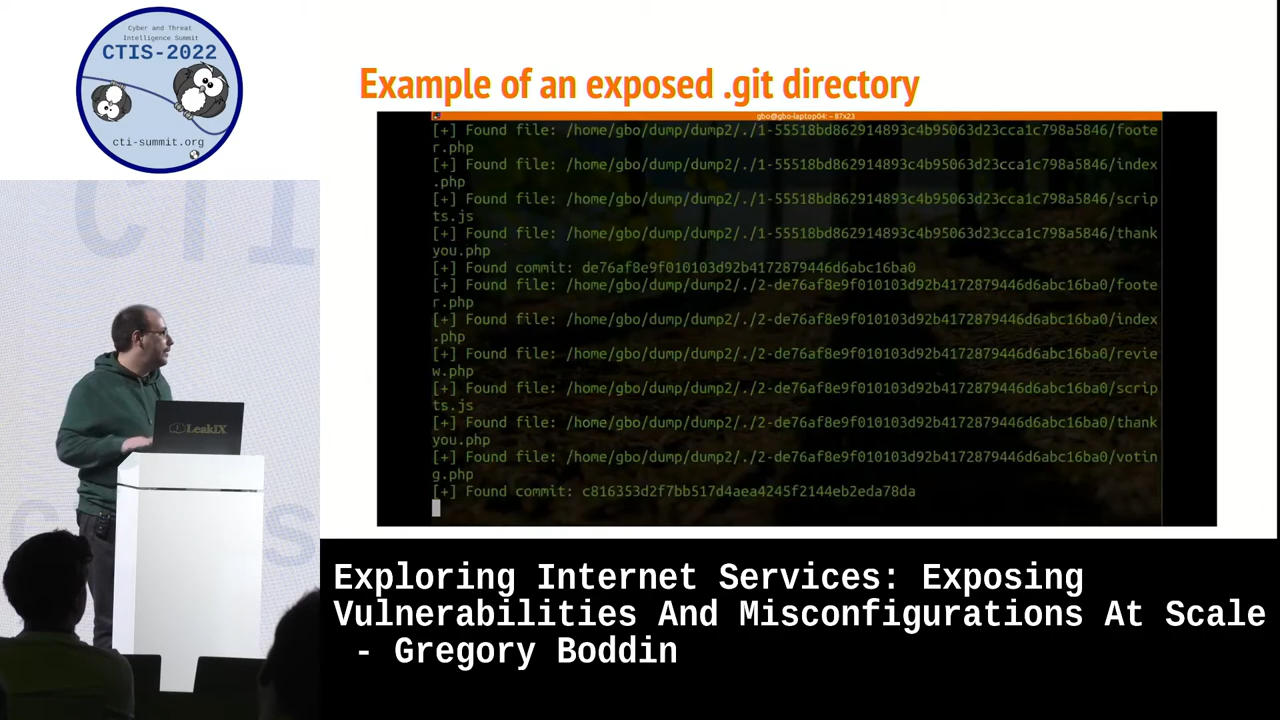 Cyber and Threat
Intelligence Summit
CTIS-2022
cti-summit.org
Example of an exposed .git directory
gbo@gbo-laptop04: ~ 87x23
[+] Found file: /home/gbo/dump/dump2/./1-55518bd862914893c4b95063d23cca1c798a5846/foote
r.php
[+] Found file: /home/gbo/dump/dump2/./1-55518bd862914893c4b95063d23cca1c798a5846/index
.php
[+] Found file: /home/gbo/dump/dump2/./1-55518bd862914893c4b95063d23cca1c798a5846/scrip
ts.js
[+] Found file: /home/gbo/dump/dump2/./1-55518bd862914893c4b95063d23cca1c798a5846/thank
you.php
[+] Found commit: de76af8e9f010103d92b4172879446d6abc16ba0
[+] Found file: /home/gbo/dump/dump2/./2-de76af8e9f010103d92b4172879446d6abc16ba0/foote
r.php
[+] Found file: /home/gbo/dump/dump2/./2-de76af8e9f010103d92b4172879446d6abc16ba0/index
.php
[+] Found file: /home/gbo/dump/dump2/./2-de76af8e9f010103d92b4172879446d6abc16ba0/revie
w.php
[+] Found file: /home/gbo/dump/dump2/./2-de76af8e9f010103d92b4172879446d6abc16ba0/scrip
ts.js
[+] Found file: /home/gbo/dump/dump2/./2-de76af8e9f010103d92b4172879446d6abc16ba0/thank
you.php
[+] Found file: /home/gbo/dump/dump2/./2-de76af8e9f010103d92b4172879446d6abc16ba0/votin
g.php
[+] Found commit: c816353d2f7bb517d4aea4245f2144eb2eda78da
CTI
LeakIX
Exploring Internet Services: Exposing
Vulnerabilities And Misconfigurations At Scale
- Gregory Boddin